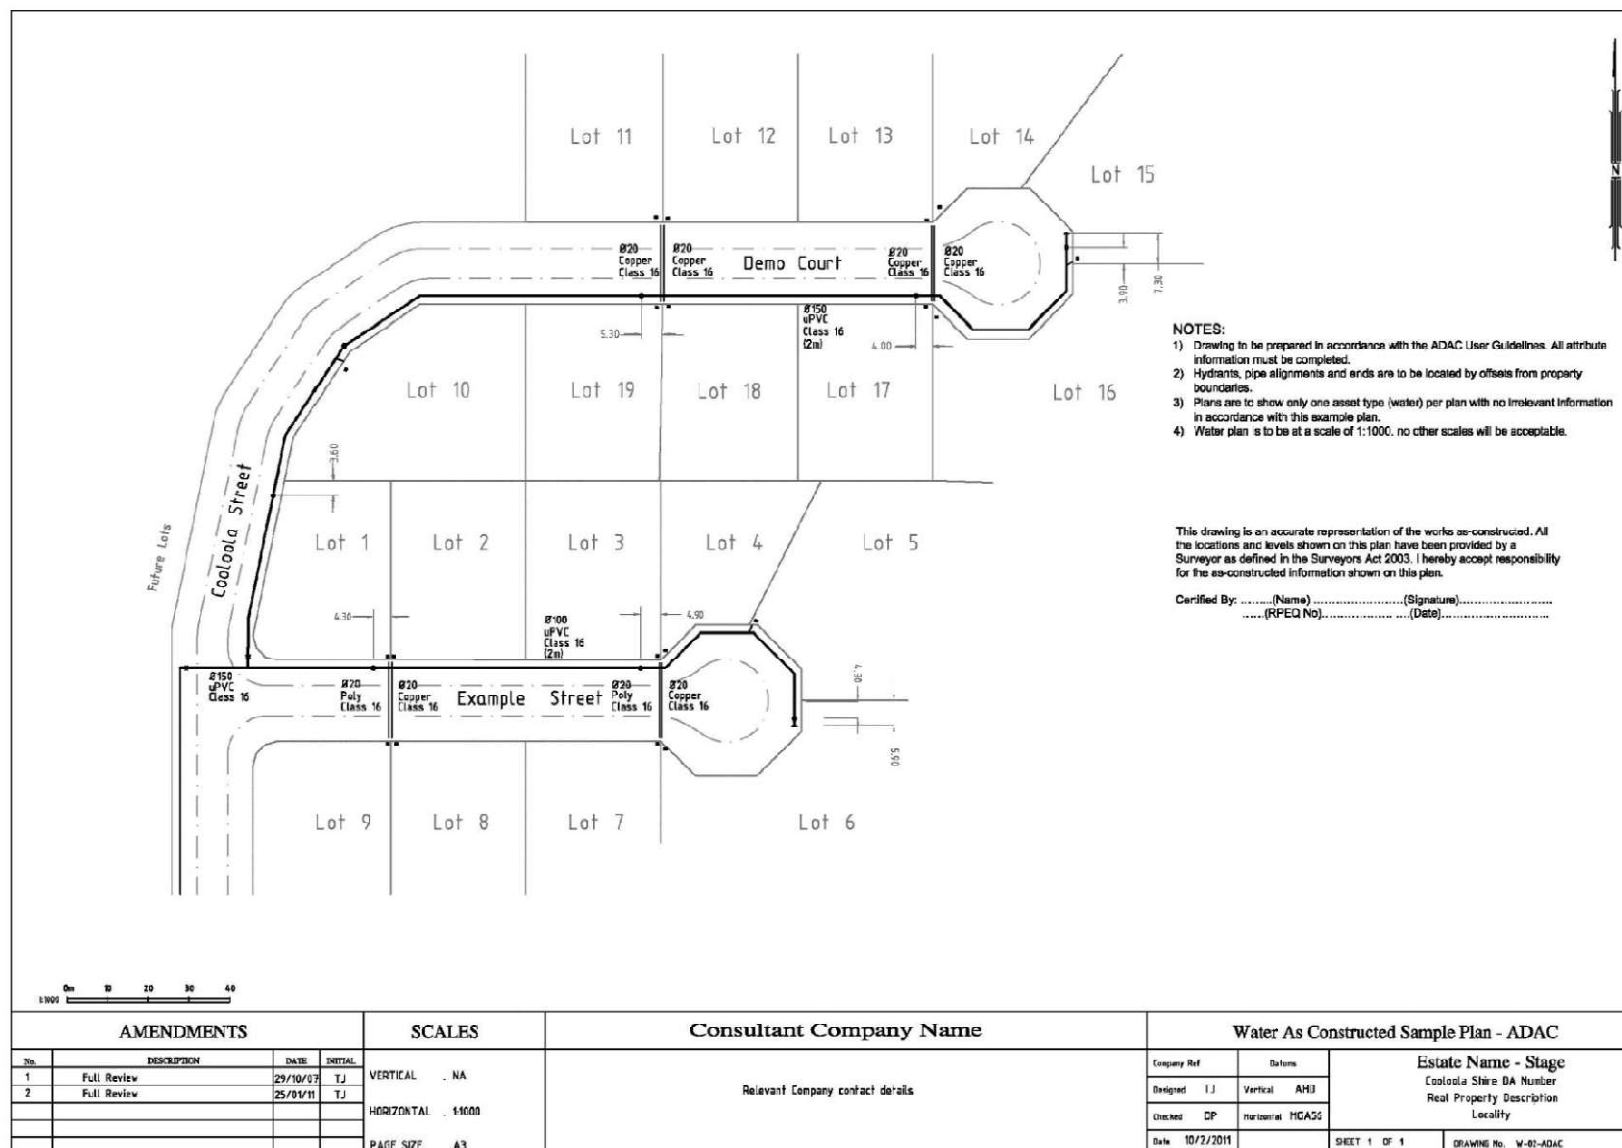 Lot 11
Lot 12
Lot 13
Lot 14
Lot 15
Ø20
Copper
Class 16
Ø20
Copper
Class 16
Demo Court
Ø20
Copper
Class 16
Ø20
Copper
Class 16
3.90
7.30
N
5.30
Ø150
uPVC
Class 16
(2m)
4.00
Lot 10
Lot 19
Lot 18
Lot 17
Lot 16
NOTES:
1) Drawing to be prepared in accordance with the ADAC User Guidelines. All attribute
information must be completed.
2) Hydrants, pipe alignments and ends are to be located by offsets from property
boundaries.
3) Plans are to show only one asset type (water) per plan with no irrelevant information
in accordance with this example plan.
4) Water plan is to be at a scale of 1:1000. no other scales will be acceptable.
3.60
Cooloola Street
Future Lots
Lot 1
Lot 2
Lot 3
Lot 4
Lot 5
This drawing is an accurate representation of the works as-constructed. All
the locations and levels shown on this plan have been provided by a
Surveyor as defined in the Surveyors Act 2003. I hereby accept responsibility
for the as-constructed information shown on this plan.
Certified By: .........(Name) ..........................(Signature)..........................
......(RPEQ No)................... .....(Date)..............................
4.30
Ø100
uPVC
Class 16
(2m)
4.90
Ø150
uPVC
Class 16
Ø20
Poly
Class 16
Ø20
Copper
Class 16
Example Street
Ø20
Poly
Class 16
Ø20
Copper
Class 16
4.30
5.90
Lot 9
Lot 8
Lot 7
Lot 6
1:1000 0m 10 20 30 40
AMENDMENTS
No. DESCRIPTION DATE INITIAL
1 Full Review 29/10/07 TJ
2 Full Review 25/01/11 TJ
SCALES
VERTICAL . NA
HORIZONTAL . 1:1000
PAGE SIZE A3
Consultant Company Name
Relevant Company contact details
Water As Constructed Sample Plan - ADAC
Company Ref Datums
Designed TJ Vertical AHD
Checked DP Horizontal MGA56
Date 10/2/2011
Estate Name - Stage
Cooloola Shire DA Number
Real Property Description
Locality
SHEET 1 OF 1 DRAWING No. W-02-ADAC